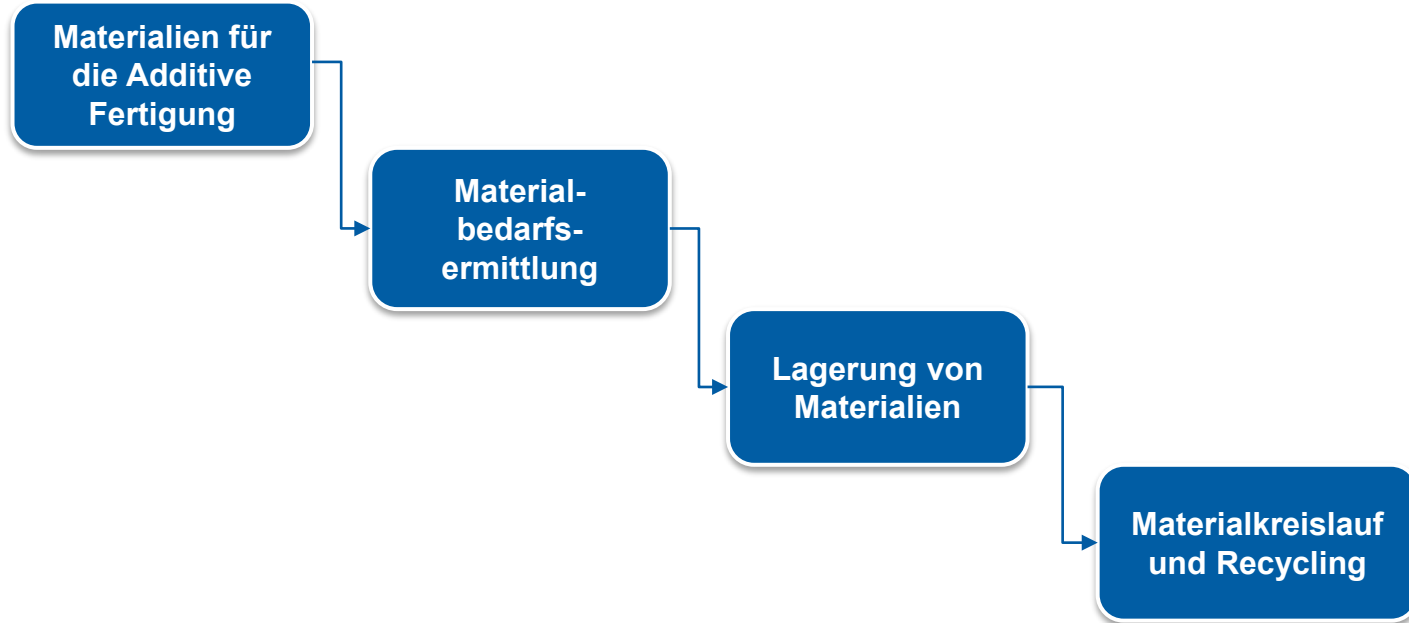 Materialien für
die Additive
Fertigung
Material-
bedarfs-
ermittlung
Lagerung von
Materialien
Materialkreislauf
und Recycling